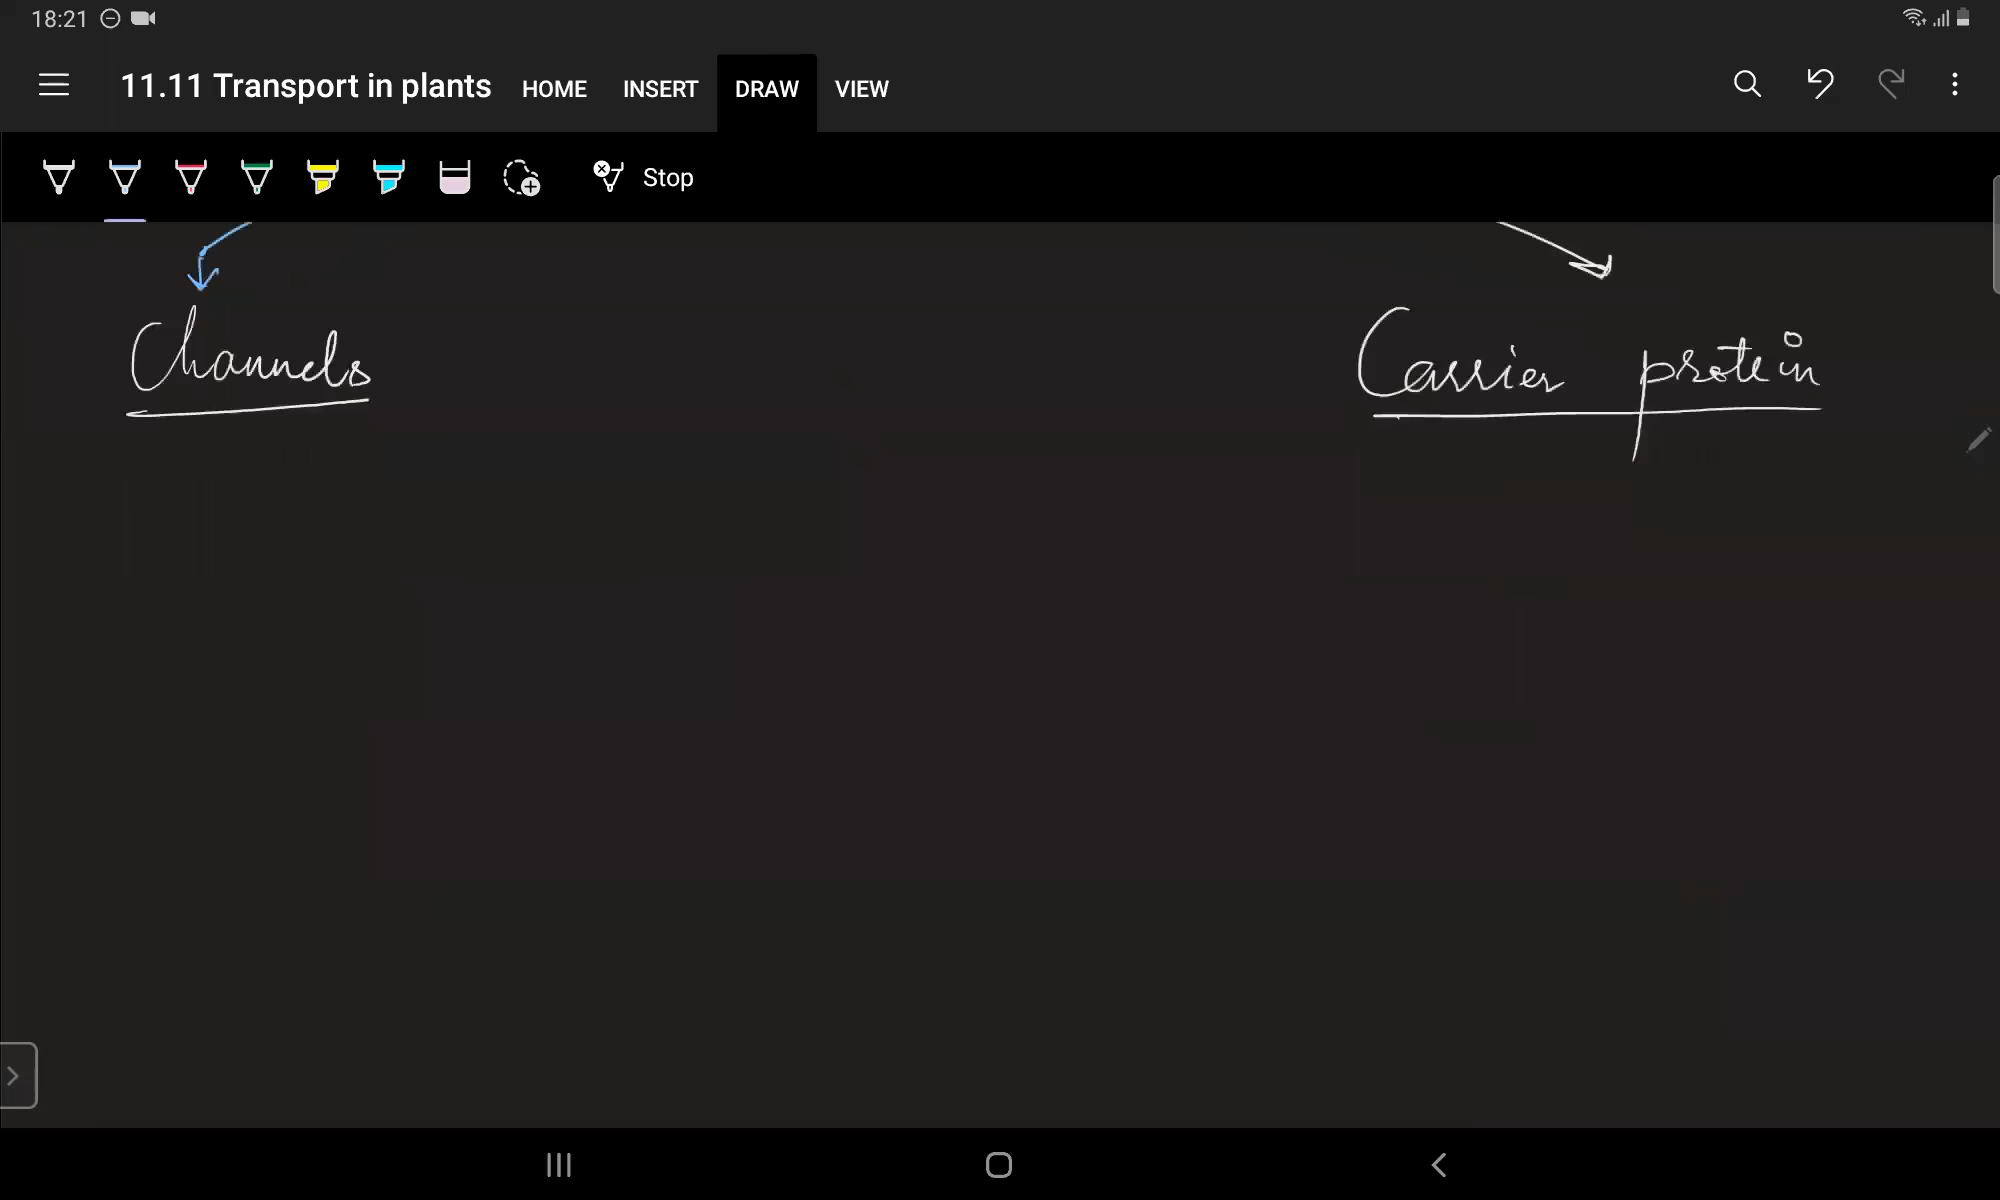 18:21
11.11 Transport in plants HOME INSERT DRAW VIEW
Stop
Channels Carrier protein